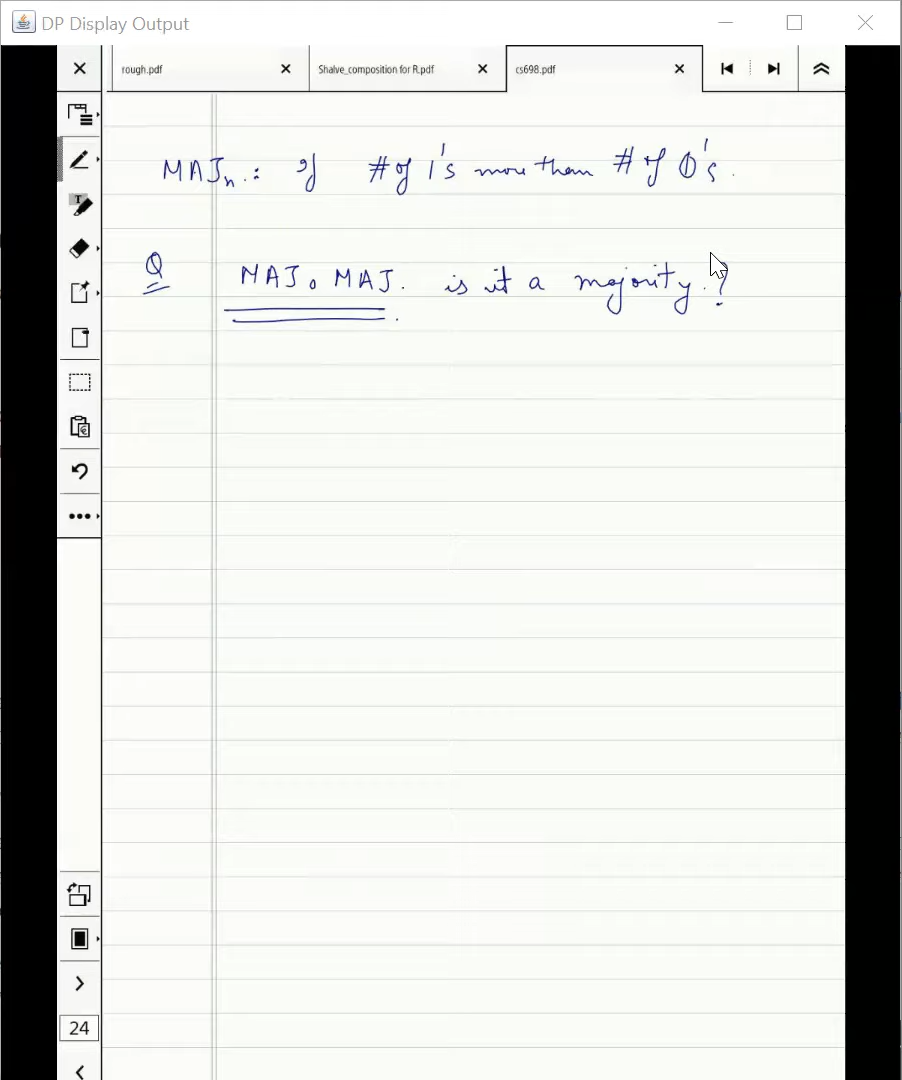 DP Display Output
rough.pdf
Shalve_composition for R.pdf
cs698.pdf
MAJn : if # of 1's more than # of 0's.
Q MAJ ∘ MAJ. is it a majority?
24